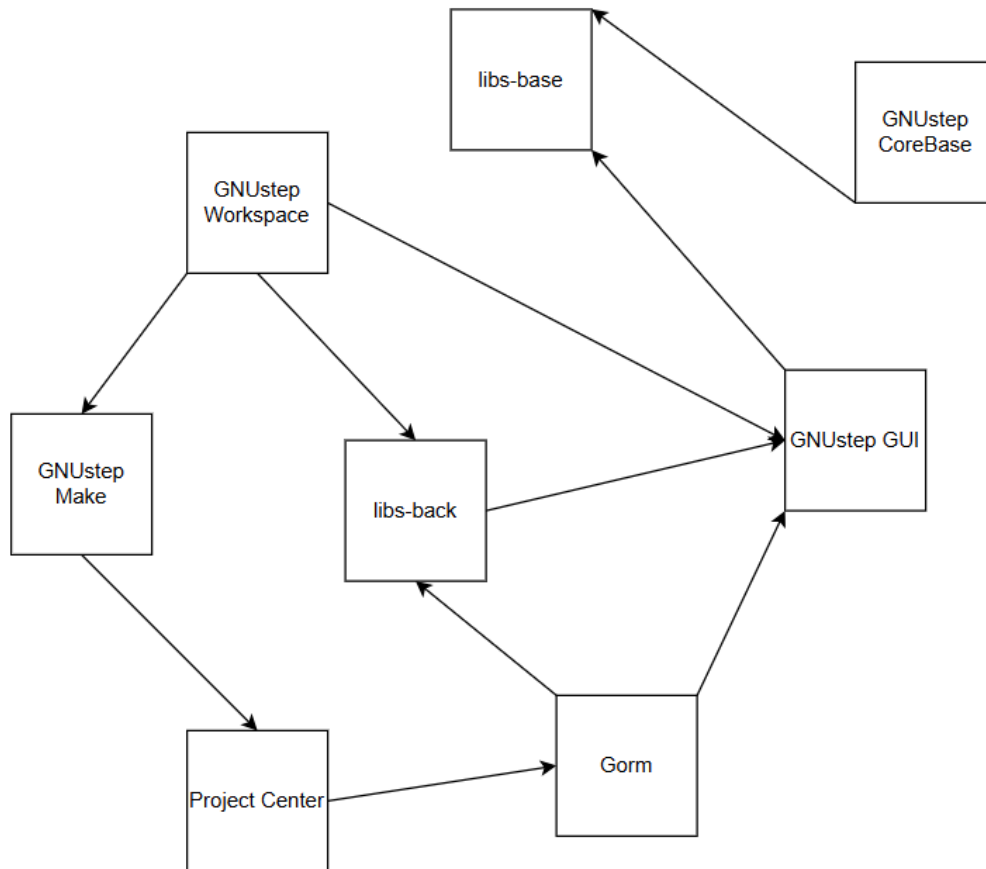 libs-base
GNUstep
CoreBase
GNUstep
Workspace
GNUstep
Make
libs-back
GNUstep GUI
Project Center
Gorm